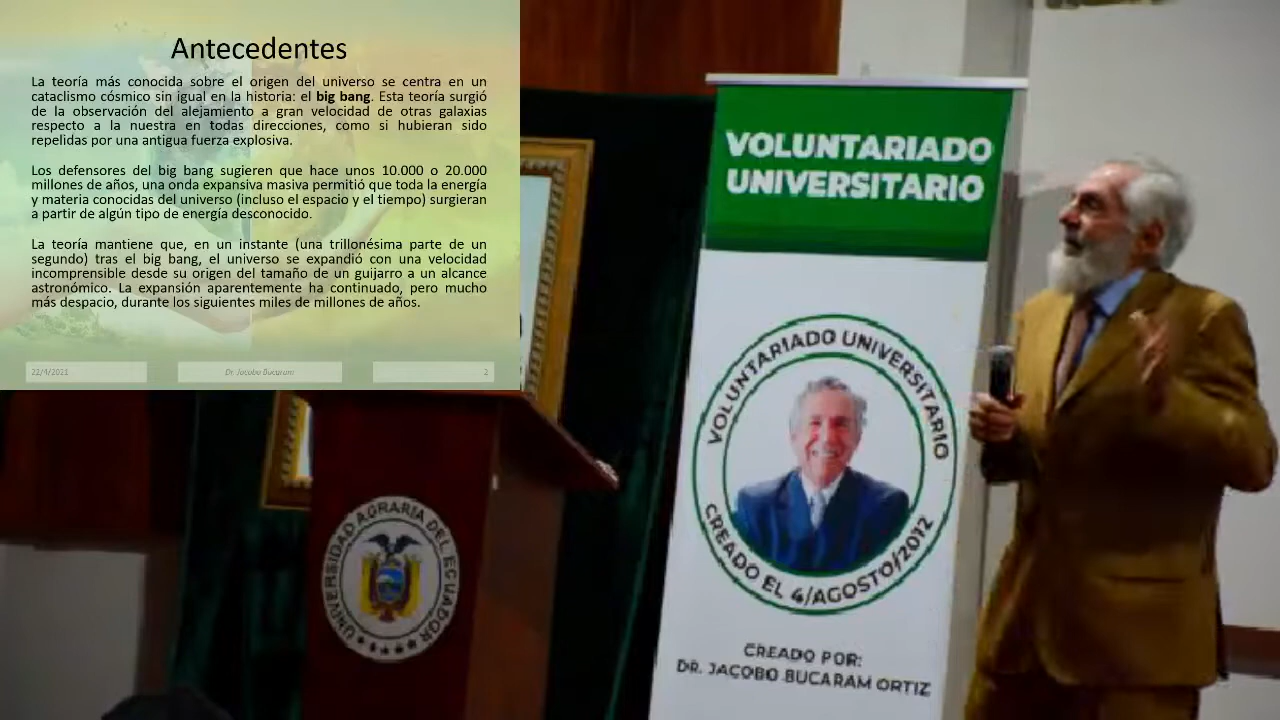 Antecedentes
La teoría más conocida sobre el origen del universo se centra en un
cataclismo cósmico sin igual en la historia: el big bang. Esta teoría surgió
de la observación del alejamiento a gran velocidad de otras galaxias
respecto a la nuestra en todas direcciones, como si hubieran sido
repelidas por una antigua fuerza explosiva.
Los defensores del big bang sugieren que hace unos 10.000 o 20.000
millones de años, una onda expansiva masiva permitió que toda la energía
y materia conocidas del universo (incluso el espacio y el tiempo) surgieran
a partir de algún tipo de energía desconocido.
La teoría mantiene que, en un instante (una trillonésima parte de un
segundo) tras el big bang, el universo se expandió con una velocidad
incomprensible desde su origen del tamaño de un guijarro a un alcance
astronómico. La expansión aparentemente ha continuado, pero mucho
más despacio, durante los siguientes miles de millones de años.
22/4/2021
Dr. Jacobo Bucaram
2
VOLUNTARIADO
UNIVERSITARIO
VOLUNTARIADO UNIVERSITARIO
CREADO EL 4/AGOSTO/2012
CREADO POR:
DR. JACOBO BUCARAM ORTIZ
UNIVERSIDAD AGRARIA DEL ECUADOR